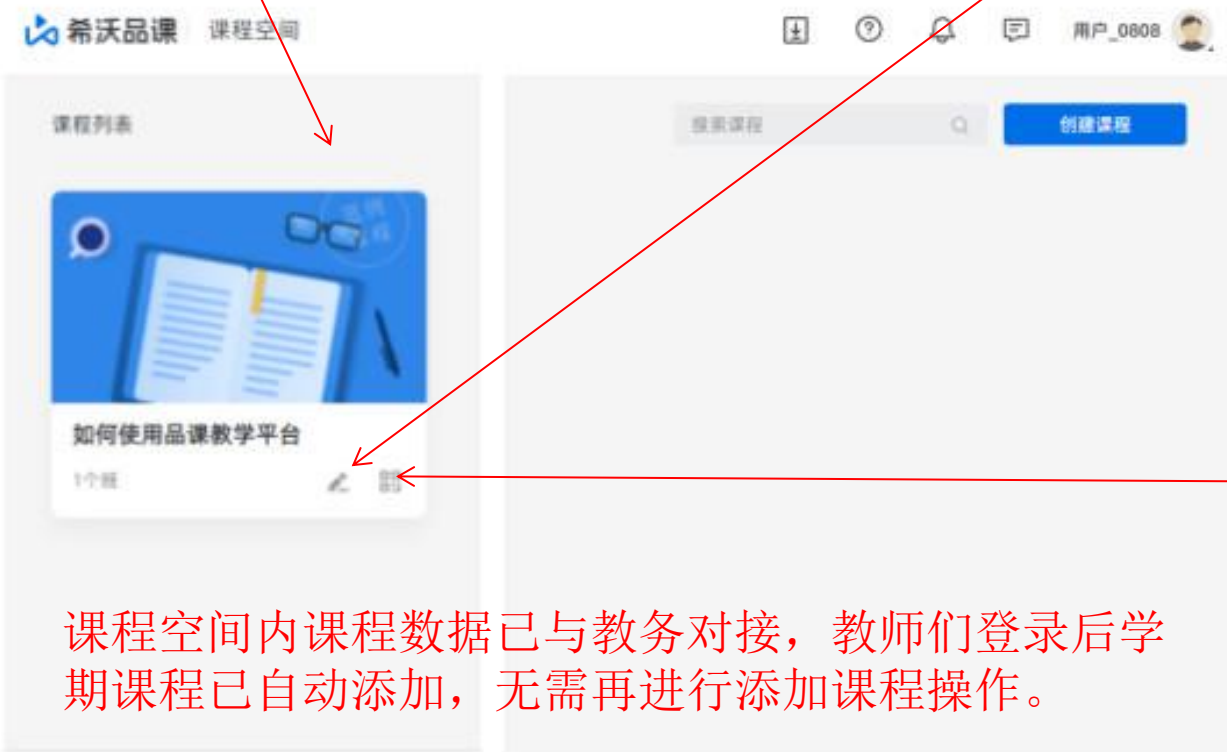 希沃品课 课程空间 用户_0808
课程列表 搜索课程 创建课程
示例
课程
如何使用品课教学平台
1个班
课程空间内课程数据已与教务对接，教师们登录后学
期课程已自动添加，无需再进行添加课程操作。